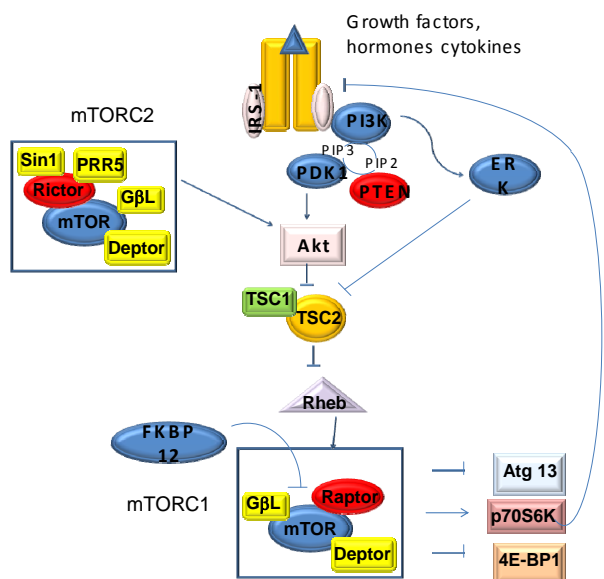 Growth factors,
hormones cytokines
IRS-1
PI3K
mTORC2
Sin1
PRR5
Rictor
GβL
mTOR
Deptor
PIP3
PIP2
PDK1
PTEN
ER
K
Akt
TSC1
TSC2
Rheb
FKBP
12
mTORC1
GβL
Raptor
mTOR
Deptor
Atg 13
p70S6K
4E-BP1